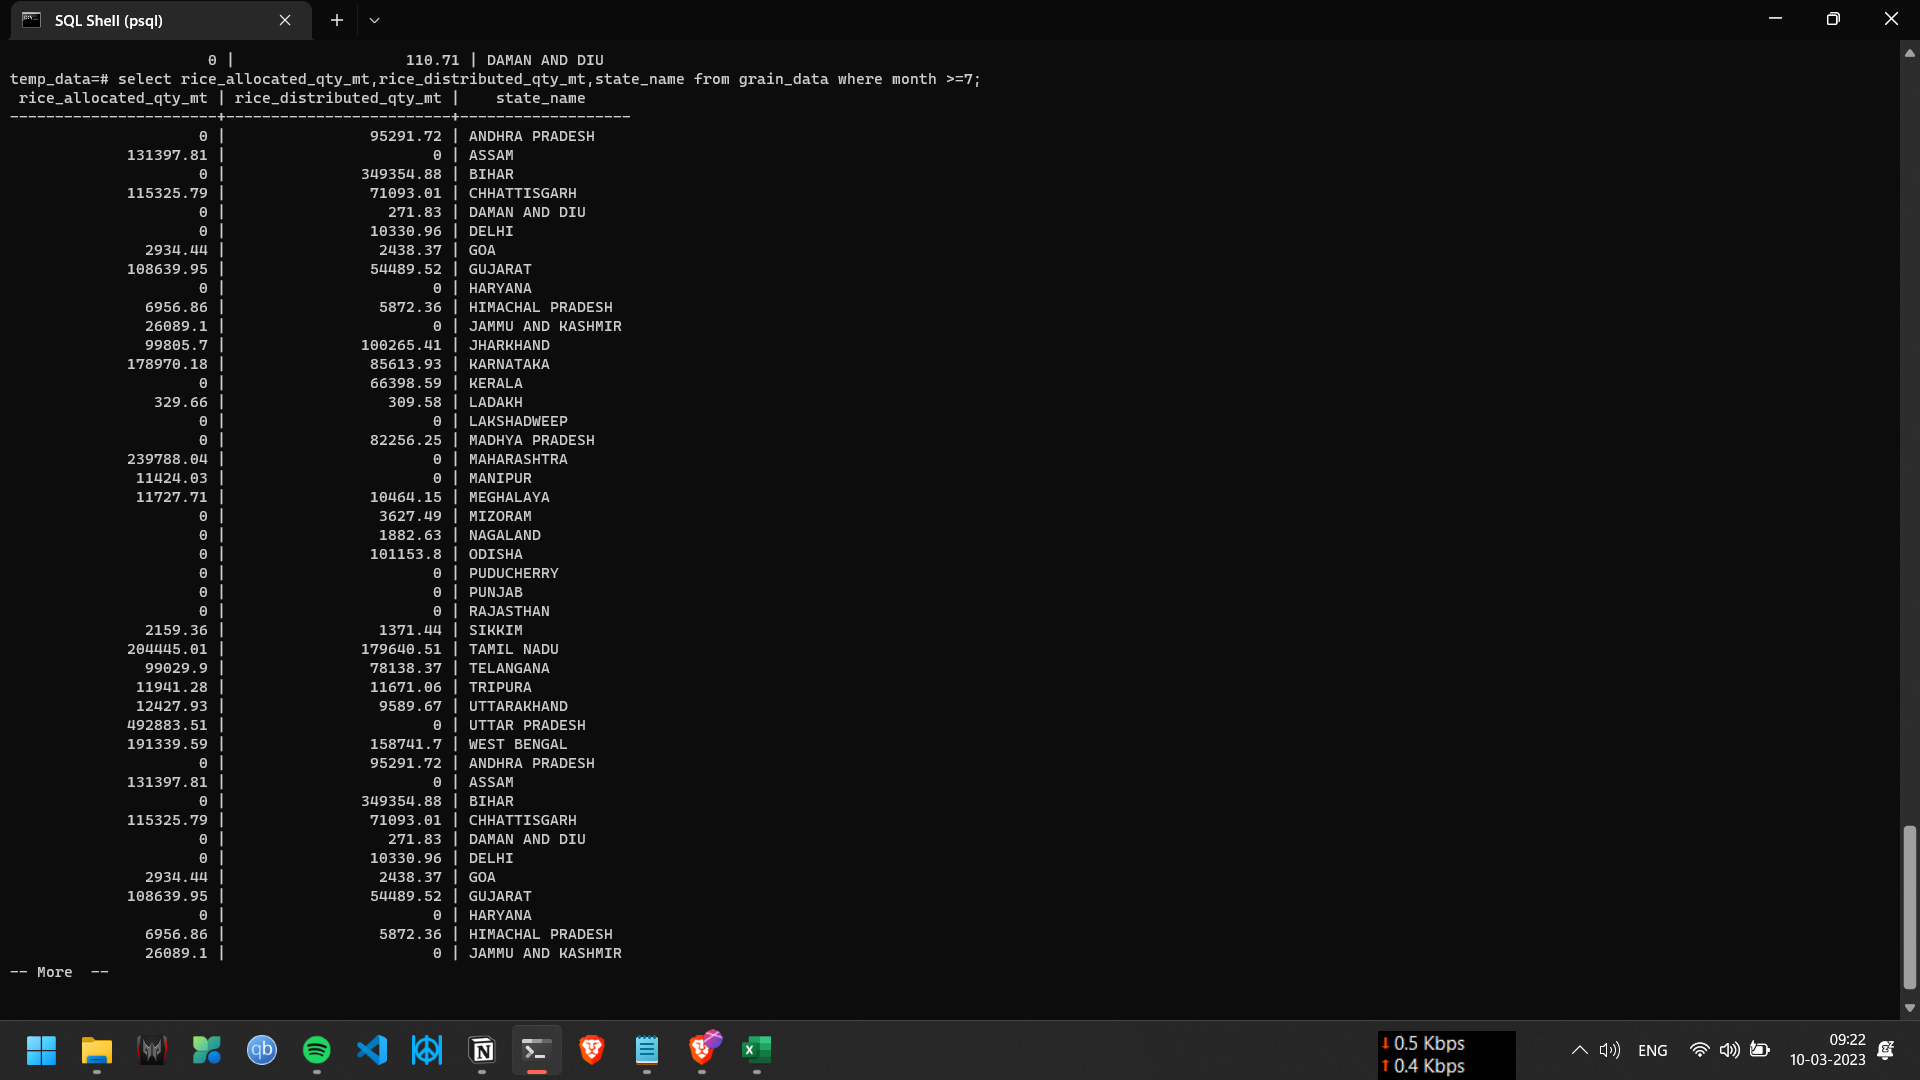 SQL Shell (psql)
0 | 110.71 | DAMAN AND DIU
temp_data=# select rice_allocated_qty_mt,rice_distributed_qty_mt,state_name from grain_data where month >=7;
rice_allocated_qty_mt | rice_distributed_qty_mt | state_name
-----------------------+-------------------------+-------------------
0 | 95291.72 | ANDHRA PRADESH
131397.81 | 0 | ASSAM
0 | 349354.88 | BIHAR
115325.79 | 71093.01 | CHHATTISGARH
0 | 271.83 | DAMAN AND DIU
0 | 10330.96 | DELHI
2934.44 | 2438.37 | GOA
108639.95 | 54489.52 | GUJARAT
0 | 0 | HARYANA
6956.86 | 5872.36 | HIMACHAL PRADESH
26089.1 | 0 | JAMMU AND KASHMIR
99805.7 | 100265.41 | JHARKHAND
178970.18 | 85613.93 | KARNATAKA
0 | 66398.59 | KERALA
329.66 | 309.58 | LADAKH
0 | 0 | LAKSHADWEEP
0 | 82256.25 | MADHYA PRADESH
239788.04 | 0 | MAHARASHTRA
11424.03 | 0 | MANIPUR
11727.71 | 10464.15 | MEGHALAYA
0 | 3627.49 | MIZORAM
0 | 1882.63 | NAGALAND
0 | 101153.8 | ODISHA
0 | 0 | PUDUCHERRY
0 | 0 | PUNJAB
0 | 0 | RAJASTHAN
2159.36 | 1371.44 | SIKKIM
204445.01 | 179640.51 | TAMIL NADU
99029.9 | 78138.37 | TELANGANA
11941.28 | 11671.06 | TRIPURA
12427.93 | 9589.67 | UTTARAKHAND
492883.51 | 0 | UTTAR PRADESH
191339.59 | 158741.7 | WEST BENGAL
0 | 95291.72 | ANDHRA PRADESH
131397.81 | 0 | ASSAM
0 | 349354.88 | BIHAR
115325.79 | 71093.01 | CHHATTISGARH
0 | 271.83 | DAMAN AND DIU
0 | 10330.96 | DELHI
2934.44 | 2438.37 | GOA
108639.95 | 54489.52 | GUJARAT
0 | 0 | HARYANA
6956.86 | 5872.36 | HIMACHAL PRADESH
26089.1 | 0 | JAMMU AND KASHMIR
-- More  --
qb
↓ 0.5 Kbps
↑ 0.4 Kbps
ENG
09:22
10-03-2023